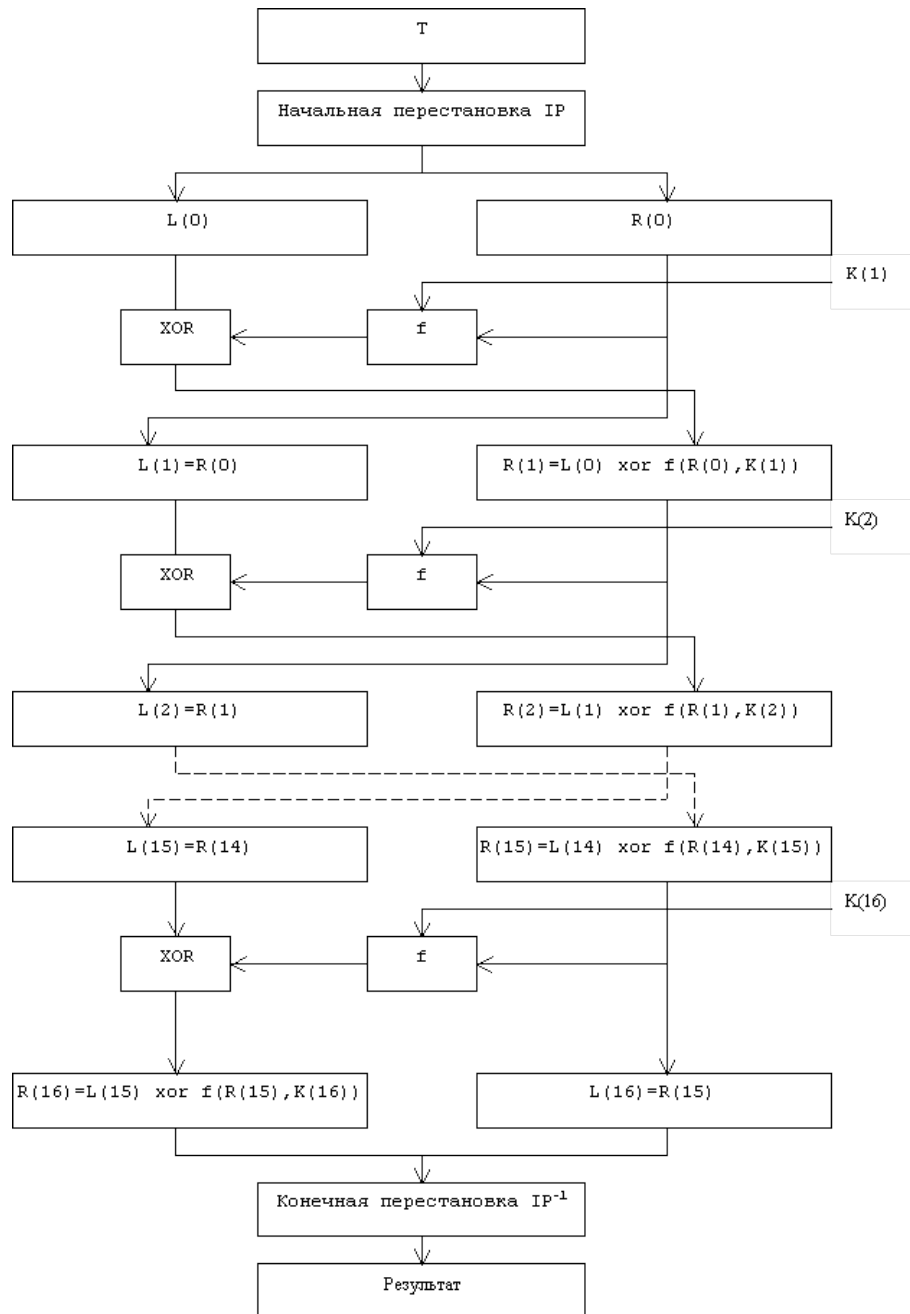 T
Начальная перестановка IP
L(0)
R(0)
K(1)
XOR
f
L(1)=R(0)
R(1)=L(0) xor f(R(0),K(1))
K(2)
XOR
f
L(2)=R(1)
R(2)=L(1) xor f(R(1),K(2))
L(15)=R(14)
R(15)=L(14) xor f(R(14),K(15))
K(16)
XOR
f
R(16)=L(15) xor f(R(15),K(16))
L(16)=R(15)
Конечная перестановка IP⁻¹
Результат